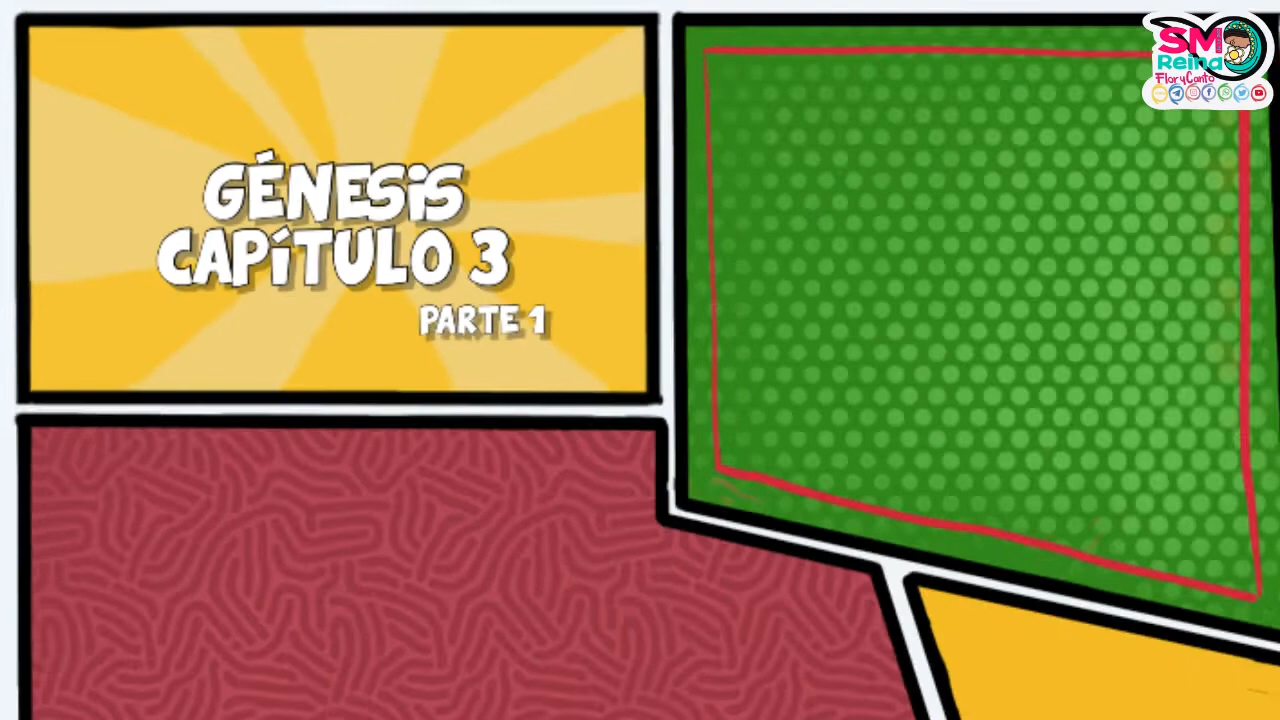 GÉNESIS
CAPÍTULO 3
PARTE 1
SM
Reina
Flor y Canto